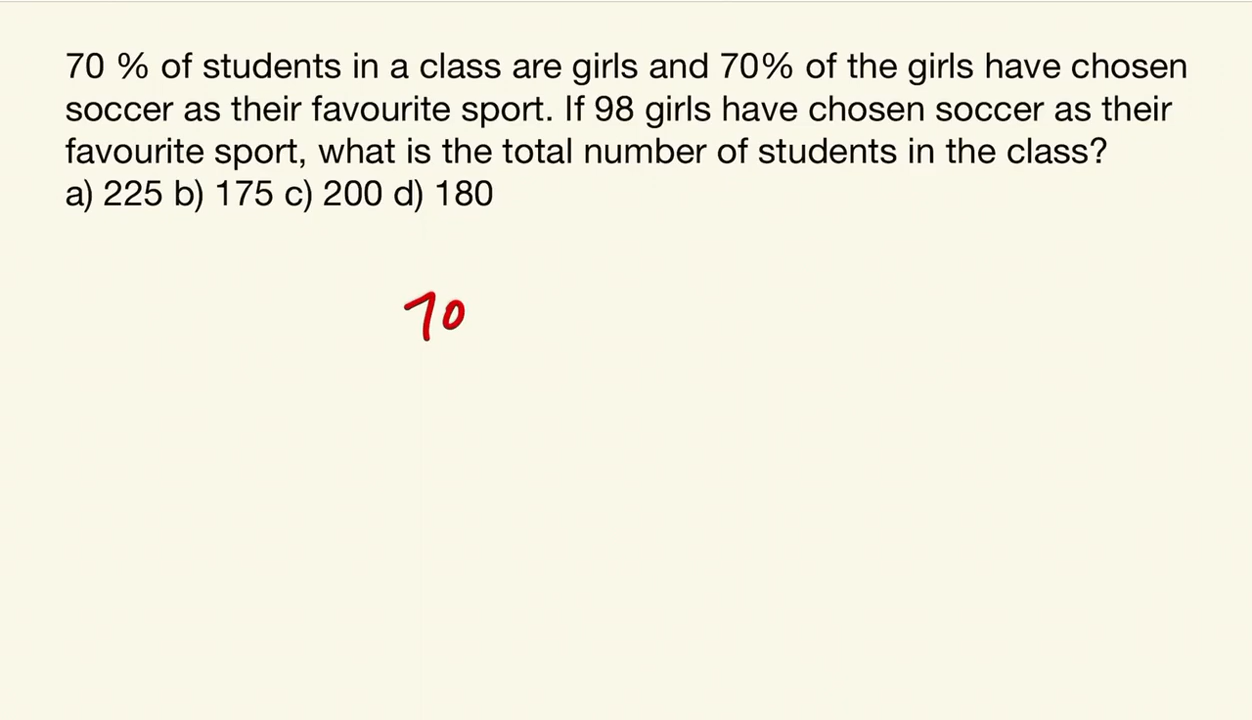 70 % of students in a class are girls and 70% of the girls have chosen
soccer as their favourite sport. If 98 girls have chosen soccer as their
favourite sport, what is the total number of students in the class?
a) 225 b) 175 c) 200 d) 180
70